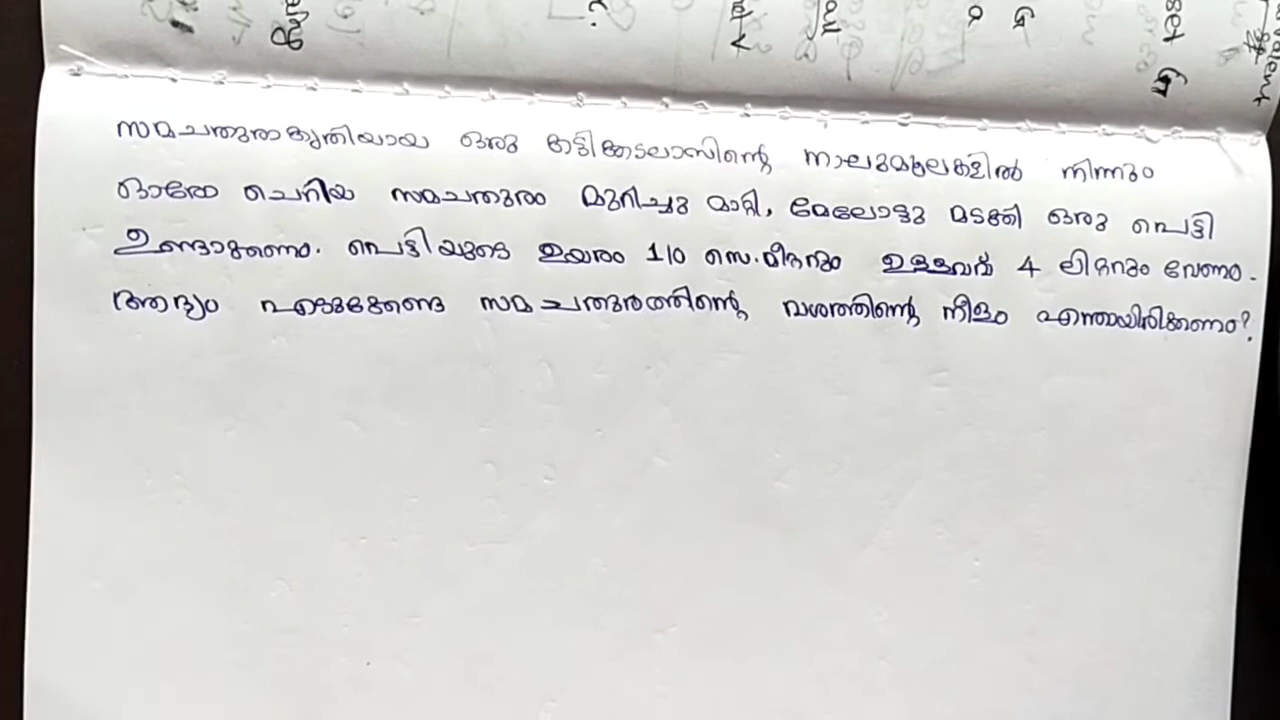 സമചതുരാകൃതിയായ ഒരു കട്ടിക്കടലാസിന്റെ നാലുമൂലകളിൽ നിന്നും
ഓരോ ചെറിയ സമചതുരം മുറിച്ചു മാറ്റി, മേലോട്ടു മടക്കി ഒരു പെട്ടി
ഉണ്ടാക്കണം. പെട്ടിയുടെ ഉയരം 10 സെ.മീറ്ററും ഉള്ളളവ് 4 ലിറ്ററും വേണം.
ആദ്യം എടുക്കേണ്ട സമചതുരത്തിന്റെ വശത്തിന്റെ നീളം എന്തായിരിക്കണം?